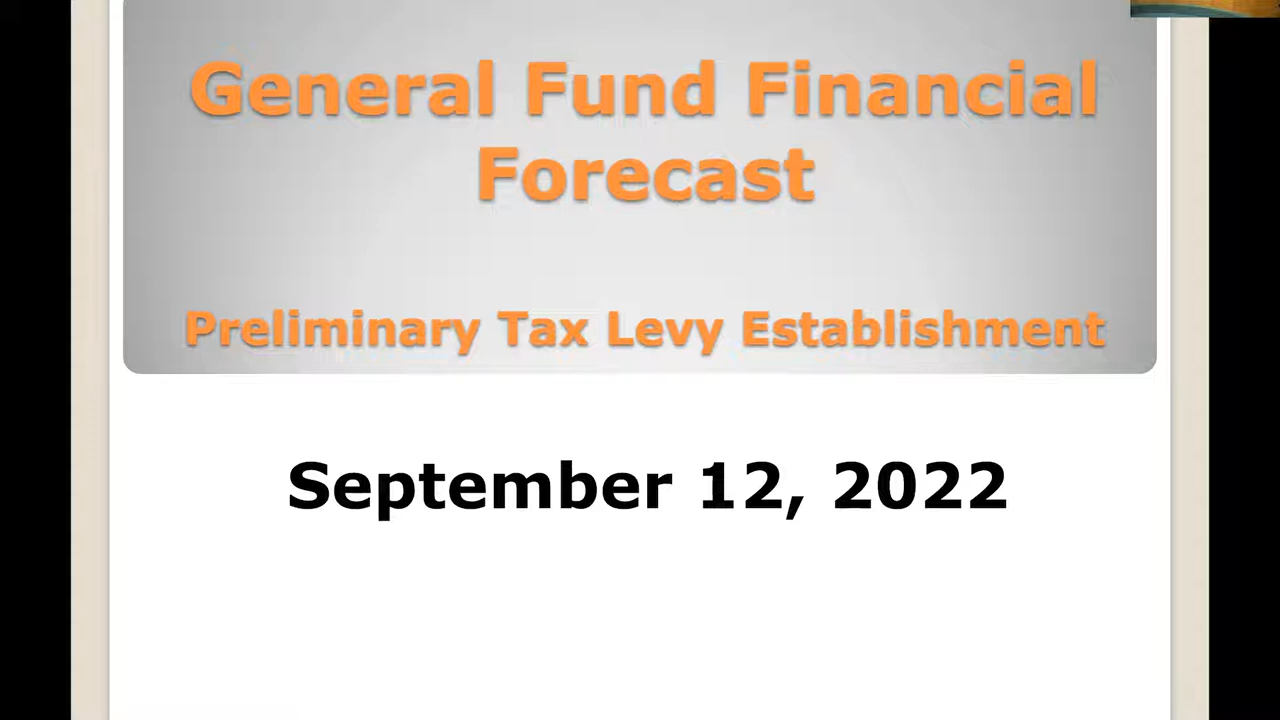 General Fund Financial
Forecast
Preliminary Tax Levy Establishment
September 12, 2022